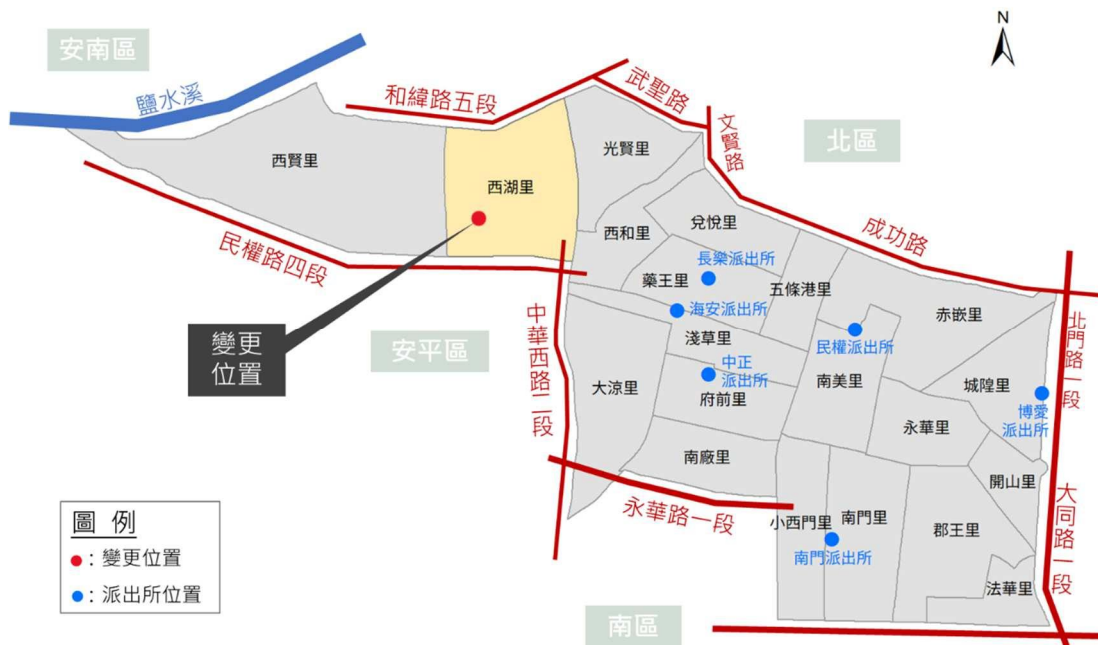 N
安南區
鹽水溪
和緯路五段
武聖路
文賢路
北區
西賢里
光賢里
西湖里
兌悅里
成功路
西和里
民權路四段
長樂派出所
藥王里
五條港里
海安派出所
赤嵌里
北門路一段
變更
位置
安平區
中華西路二段
淺草里
民權派出所
中正
派出所
大涼里
府前里
南美里
城隍里
博愛
派出所
永華里
南廠里
開山里
永華路一段
大同路一段
圖 例
：變更位置
：派出所位置
小西門里
南門里
郡王里
南門派出所
法華里
南區